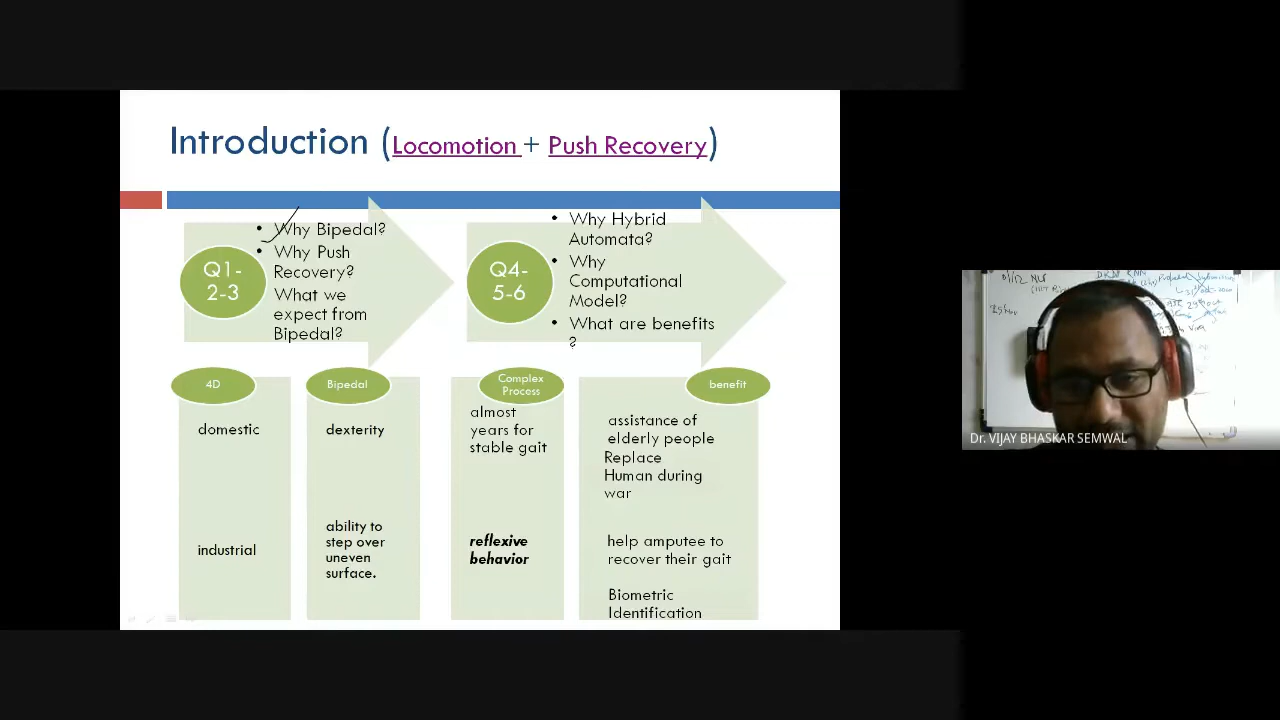 Introduction (Locomotion + Push Recovery)
Q1-
2-3
• Why Bipedal?
• Why Push
Recovery?
What we
expect from
Bipedal?
Q4-
5-6
• Why Hybrid
Automata?
• Why
Computational
Model?
• What are benefits
?
4D
domestic
industrial
Bipedal
dexterity
ability to
step over
uneven
surface.
Complex
Process
almost
years for
stable gait
reflexive
behavior
benefit
assistance of
elderly people
Replace
Human during
war
help amputee to
recover their gait
Biometric
Identification
Dr. VIJAY BHASKAR SEMWAL